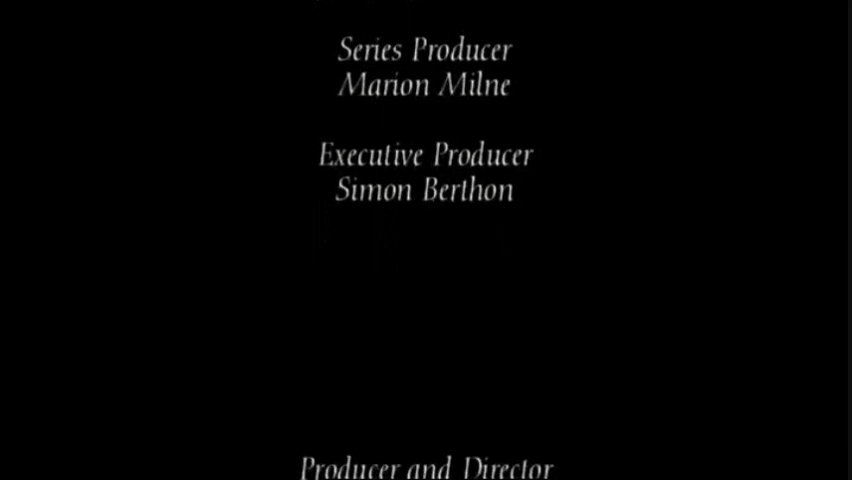 Series Producer
Marion Milne
Executive Producer
Simon Berthon
Producer and Director